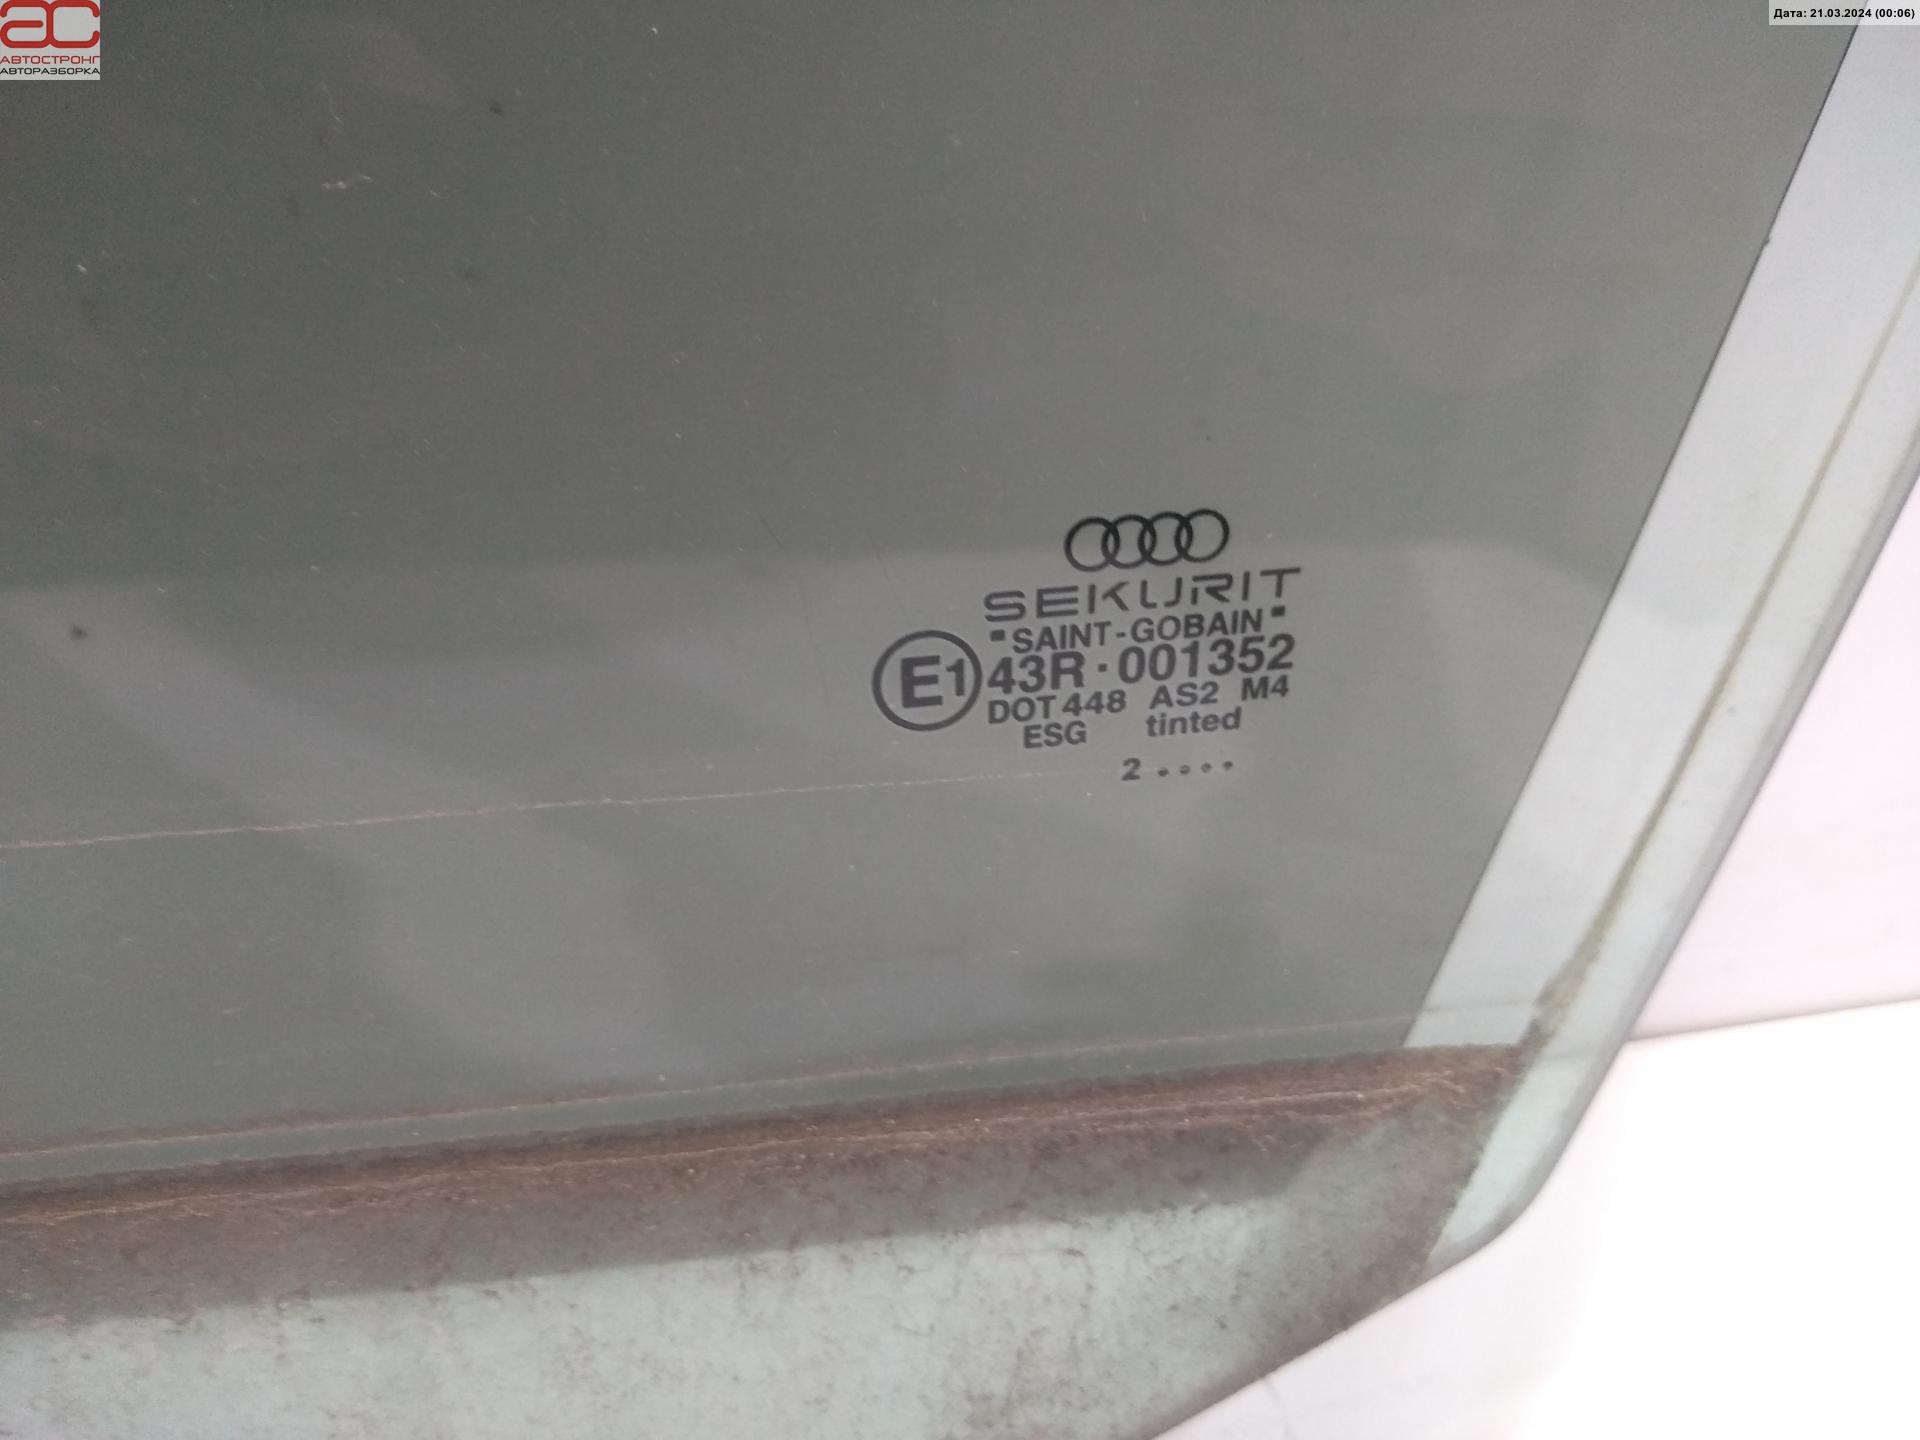 АВТОСТРОНГ
АВТОРАЗБОРКА
Дата: 21.03.2024 (00:06)
SEKURIT
"SAINT-GOBAIN"
E1 43R·001352
DOT 448 AS2 M4
ESG tinted
2 ....